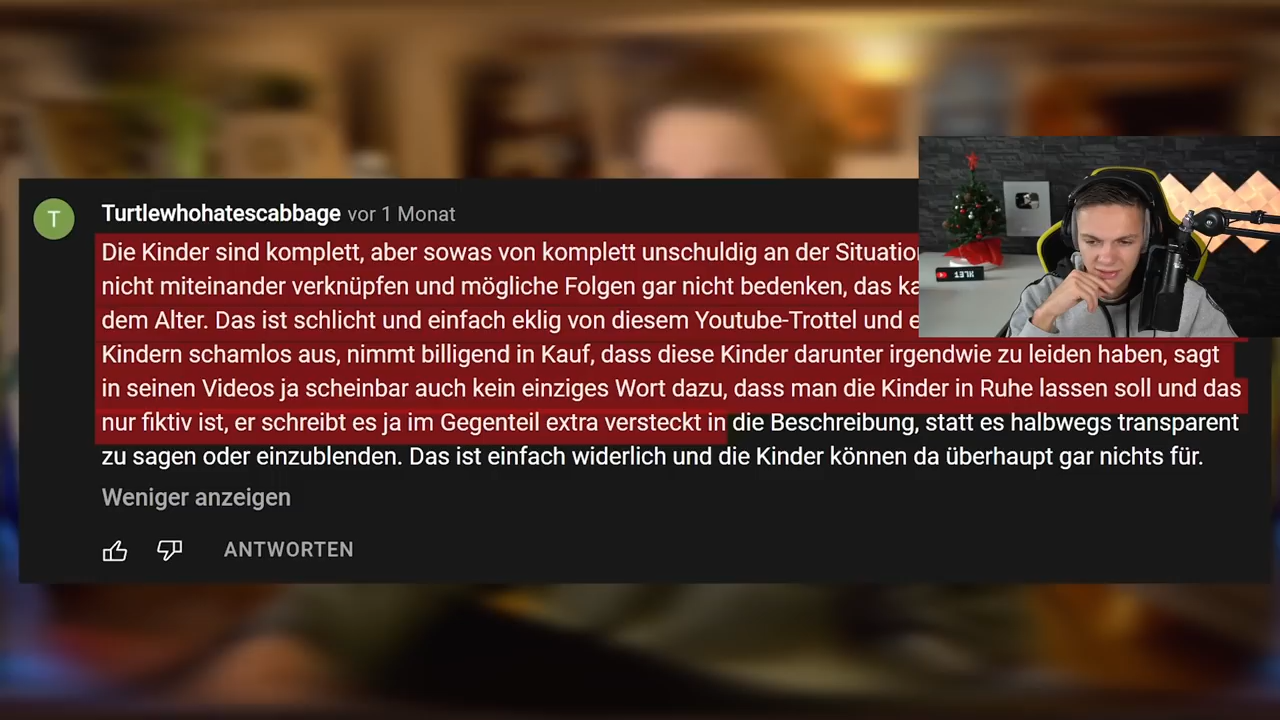 T
Turtlewhohatescabbage vor 1 Monat
Die Kinder sind komplett, aber sowas von komplett unschuldig an der
nicht miteinander verknüpfen und mögliche Folgen gar nicht bedenken, das
dem Alter. Das ist schlicht und einfach eklig von diesem Youtube-Trottel und
Kindern schamlos aus, nimmt billigend in Kauf, dass diese Kinder darunter irgendwie zu leiden haben, sagt
in seinen Videos ja scheinbar auch kein einziges Wort dazu, dass man die Kinder in Ruhe lassen soll und das
nur fiktiv ist, er schreibt es ja im Gegenteil extra versteckt in die Beschreibung, statt es halbwegs transparent
zu sagen oder einzublenden. Das ist einfach widerlich und die Kinder können da überhaupt gar nichts für.
Weniger anzeigen
ANTWORTEN
137K